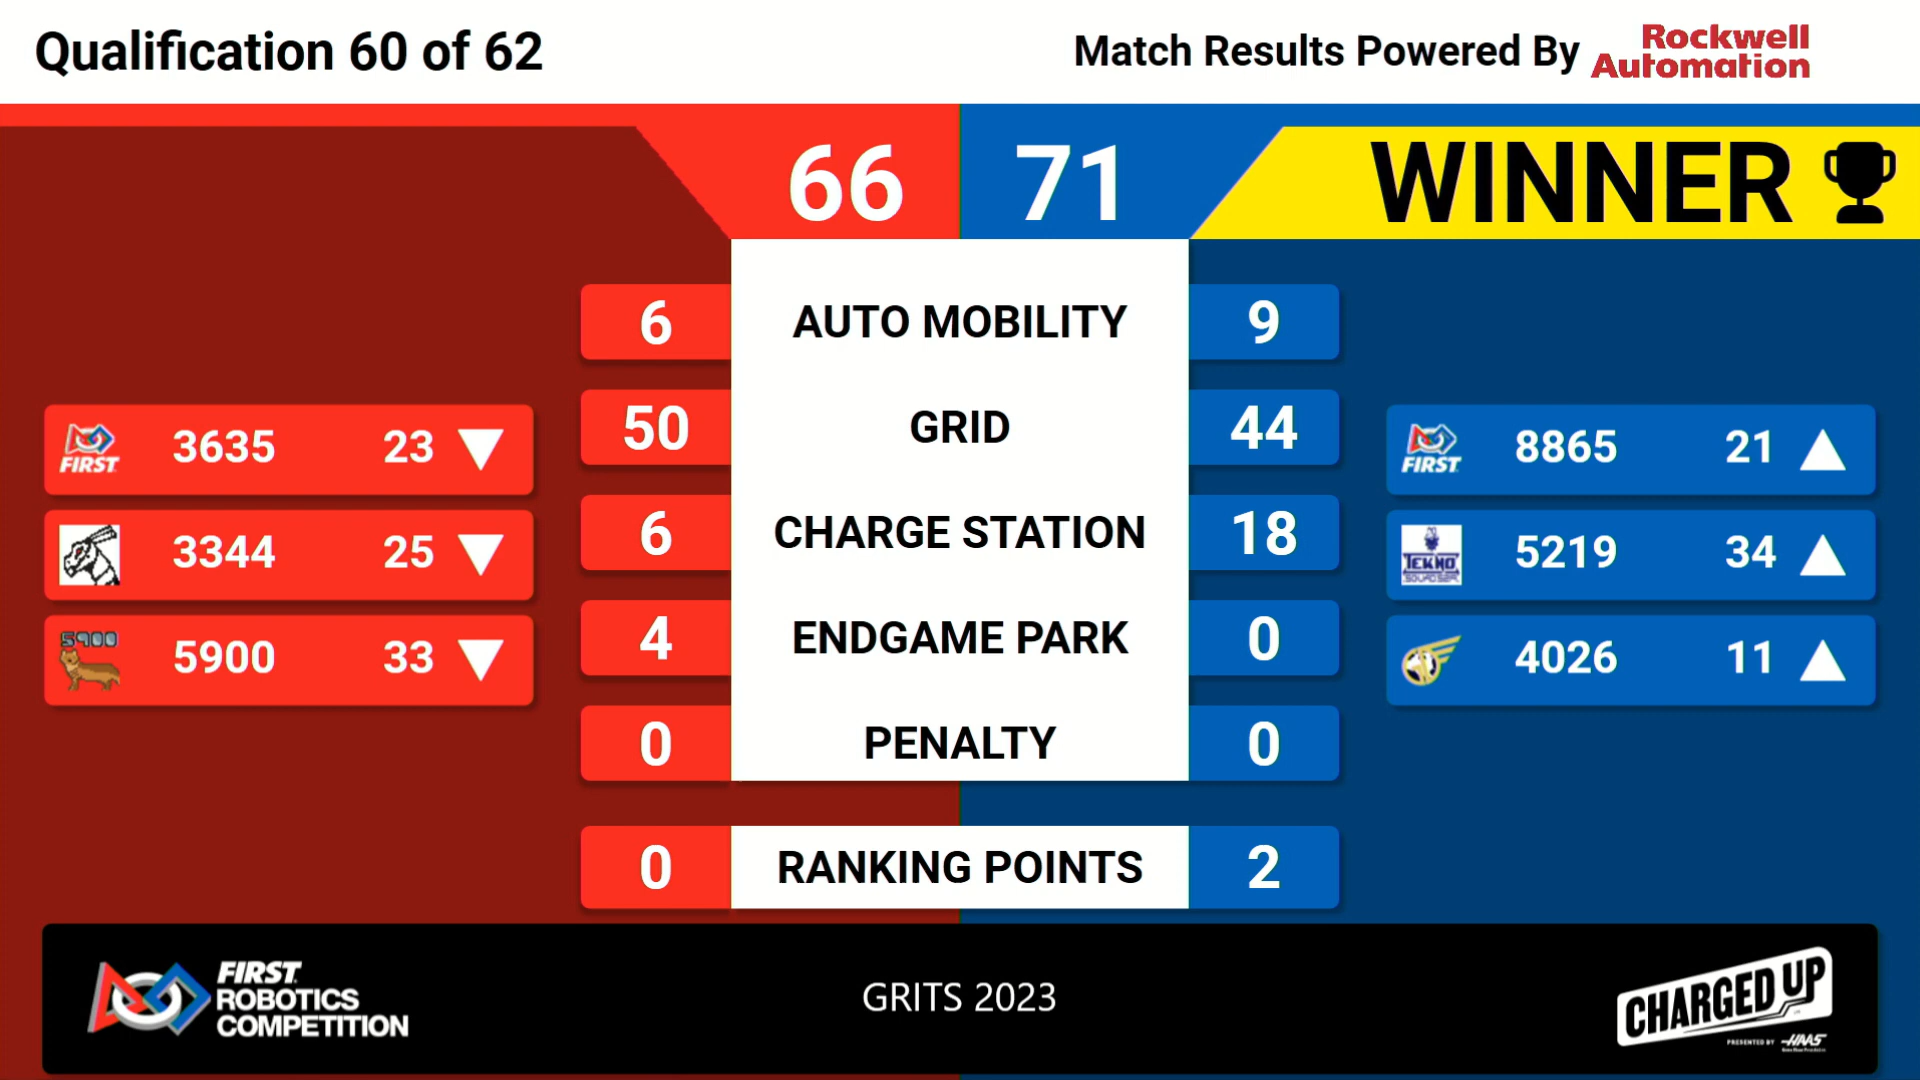 Qualification 60 of 62
Match Results Powered By
Rockwell
Automation
66 71 WINNER
6 AUTO MOBILITY 9
50 GRID 44
6 CHARGE STATION 18
4 ENDGAME PARK 0
0 PENALTY 0
0 RANKING POINTS 2
FIRST 3635 23
3344 25
5900 5900 33
FIRST 8865 21
TEKNO 5219 34
4026 11
FIRST
ROBOTICS
COMPETITION
GRITS 2023
CHARGED UP
PRESENTED BY HAAS